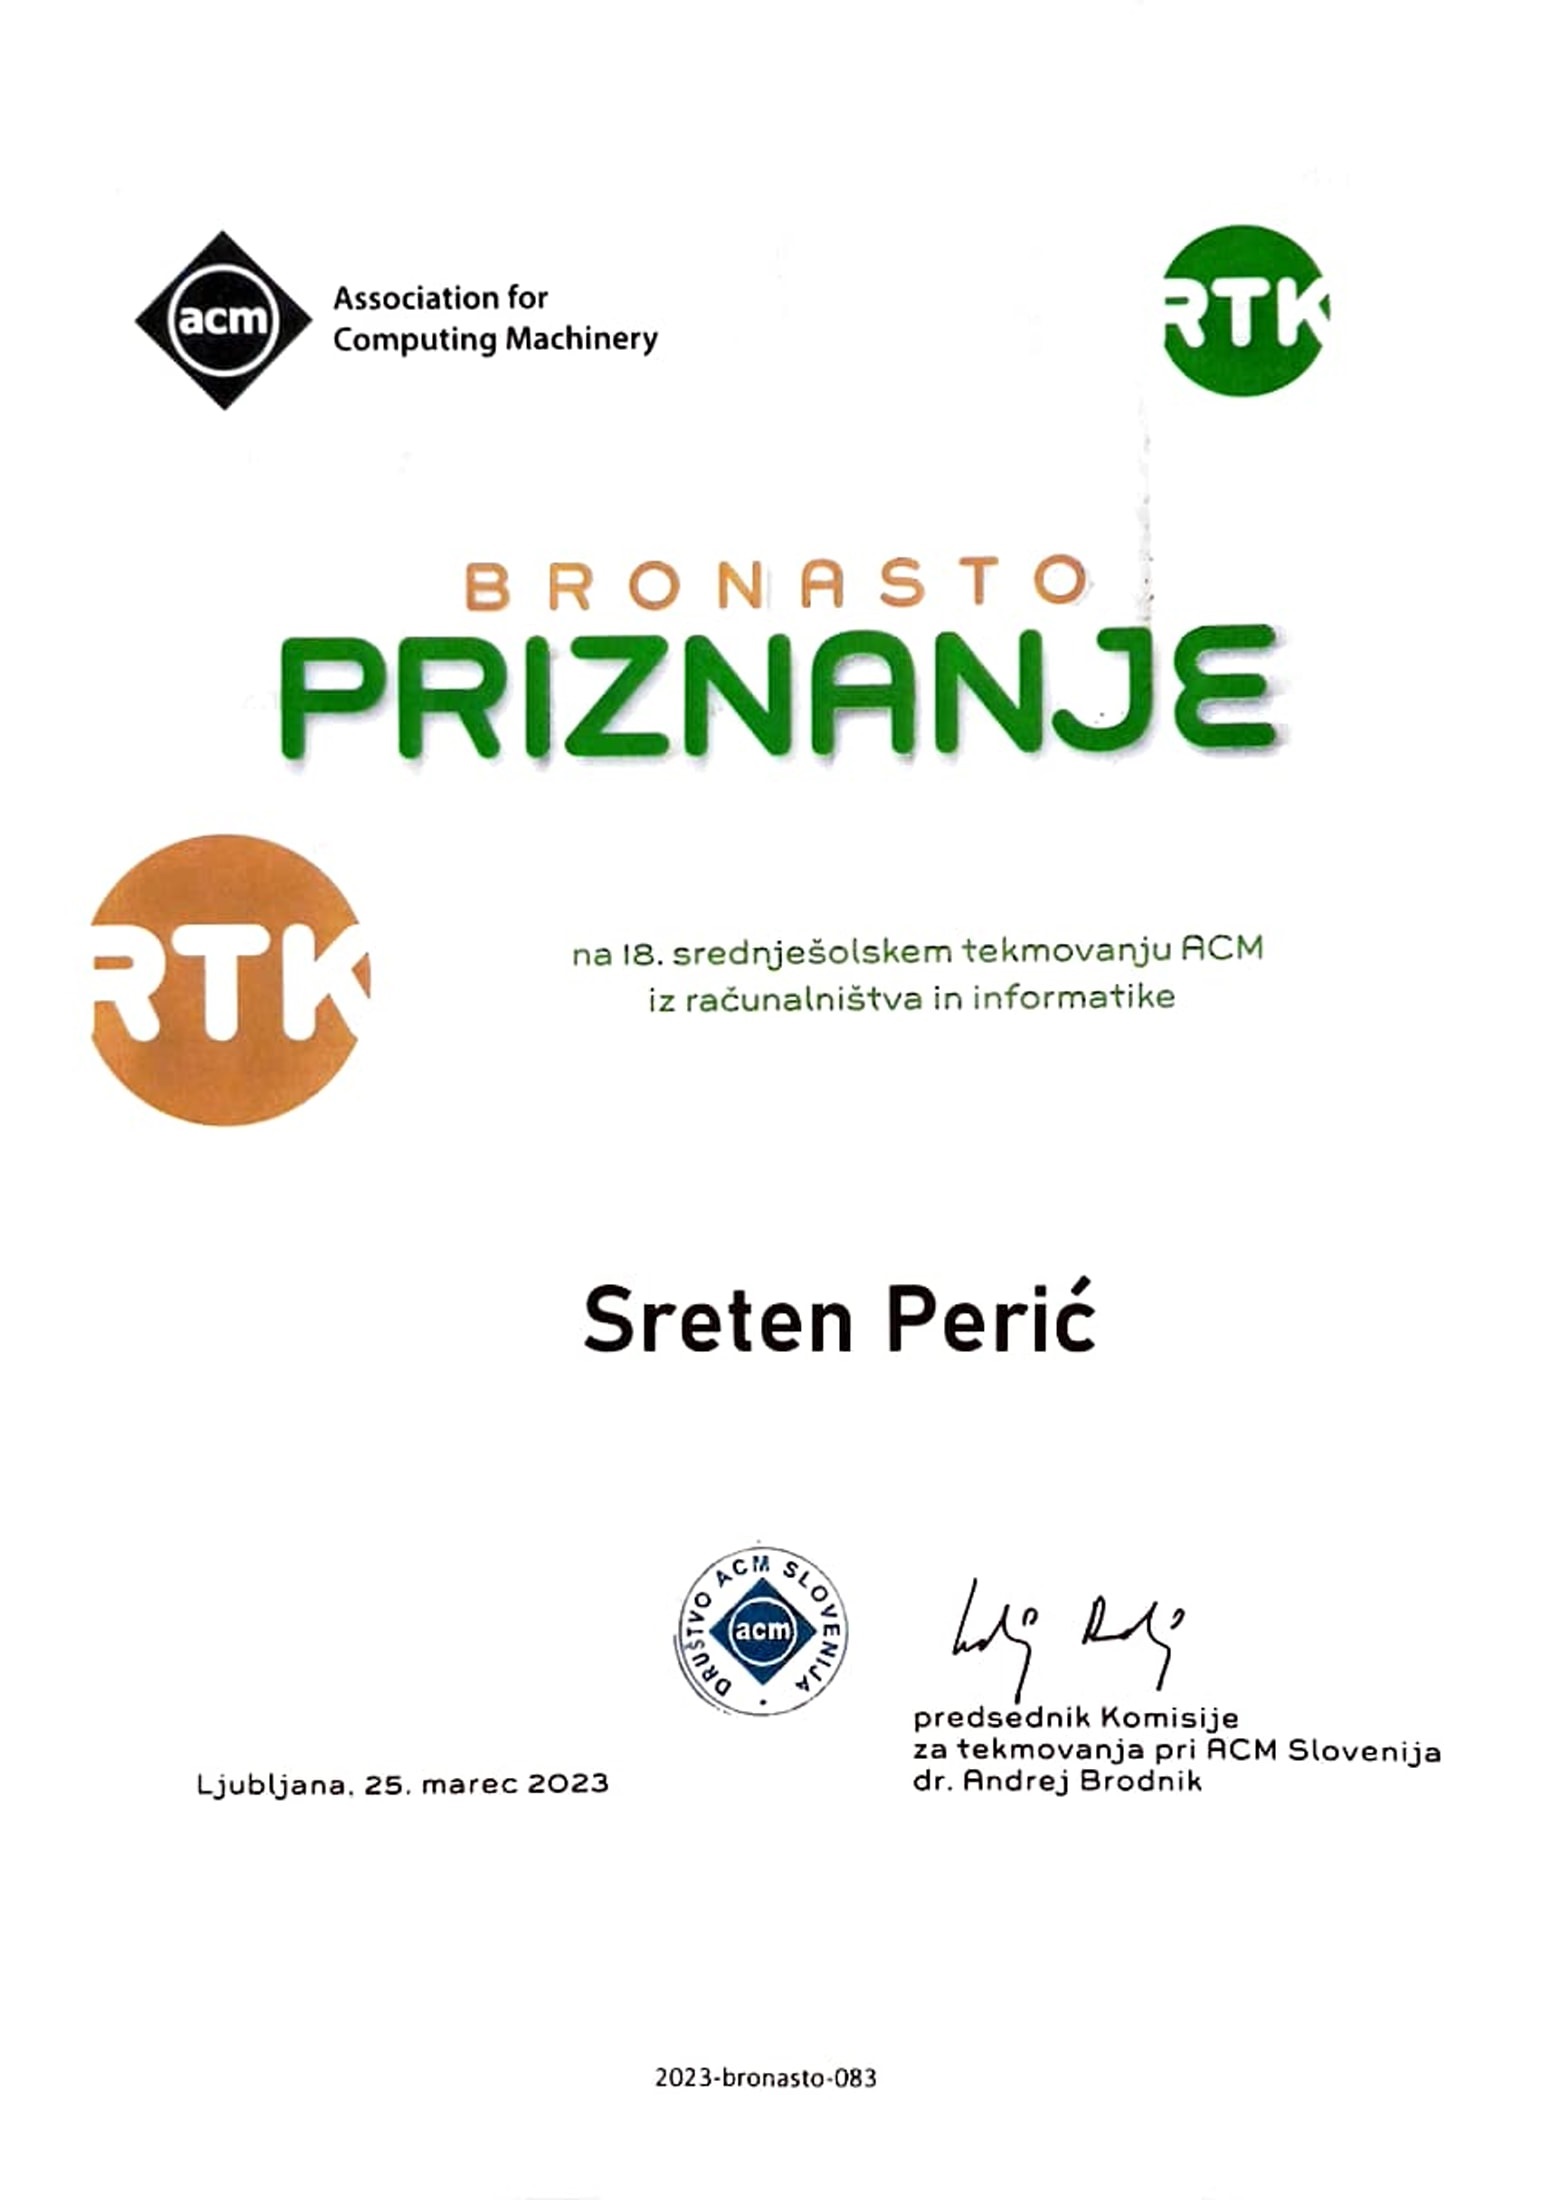 acm
Association for
Computing Machinery
RTK
BRONASTO
PRIZNANJE
RTK
na 18. srednješolskem tekmovanju ACM
iz računalništva in informatike
Sreten Perić
DRUŠTVO ACM SLOVENIJA
acm
predsednik Komisije
za tekmovanja pri ACM Slovenija
dr. Andrej Brodnik
Ljubljana, 25. marec 2023
2023-bronasto-083